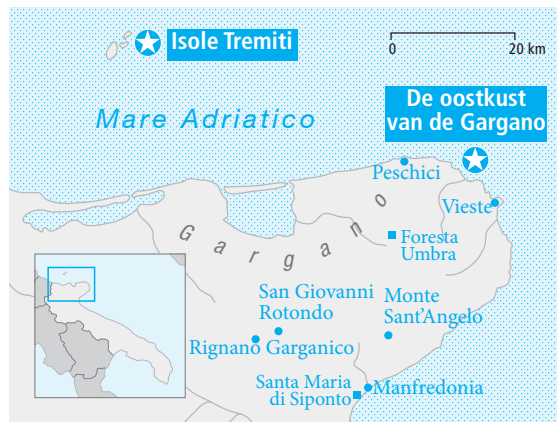 Isole Tremiti
0 20 km
De oostkust
van de Gargano
Mare Adriatico
Peschici
Vieste
Gargano
Foresta
Umbra
San Giovanni
Rotondo
Monte
Sant'Angelo
Rignano Garganico
Santa Maria
di Siponto
Manfredonia